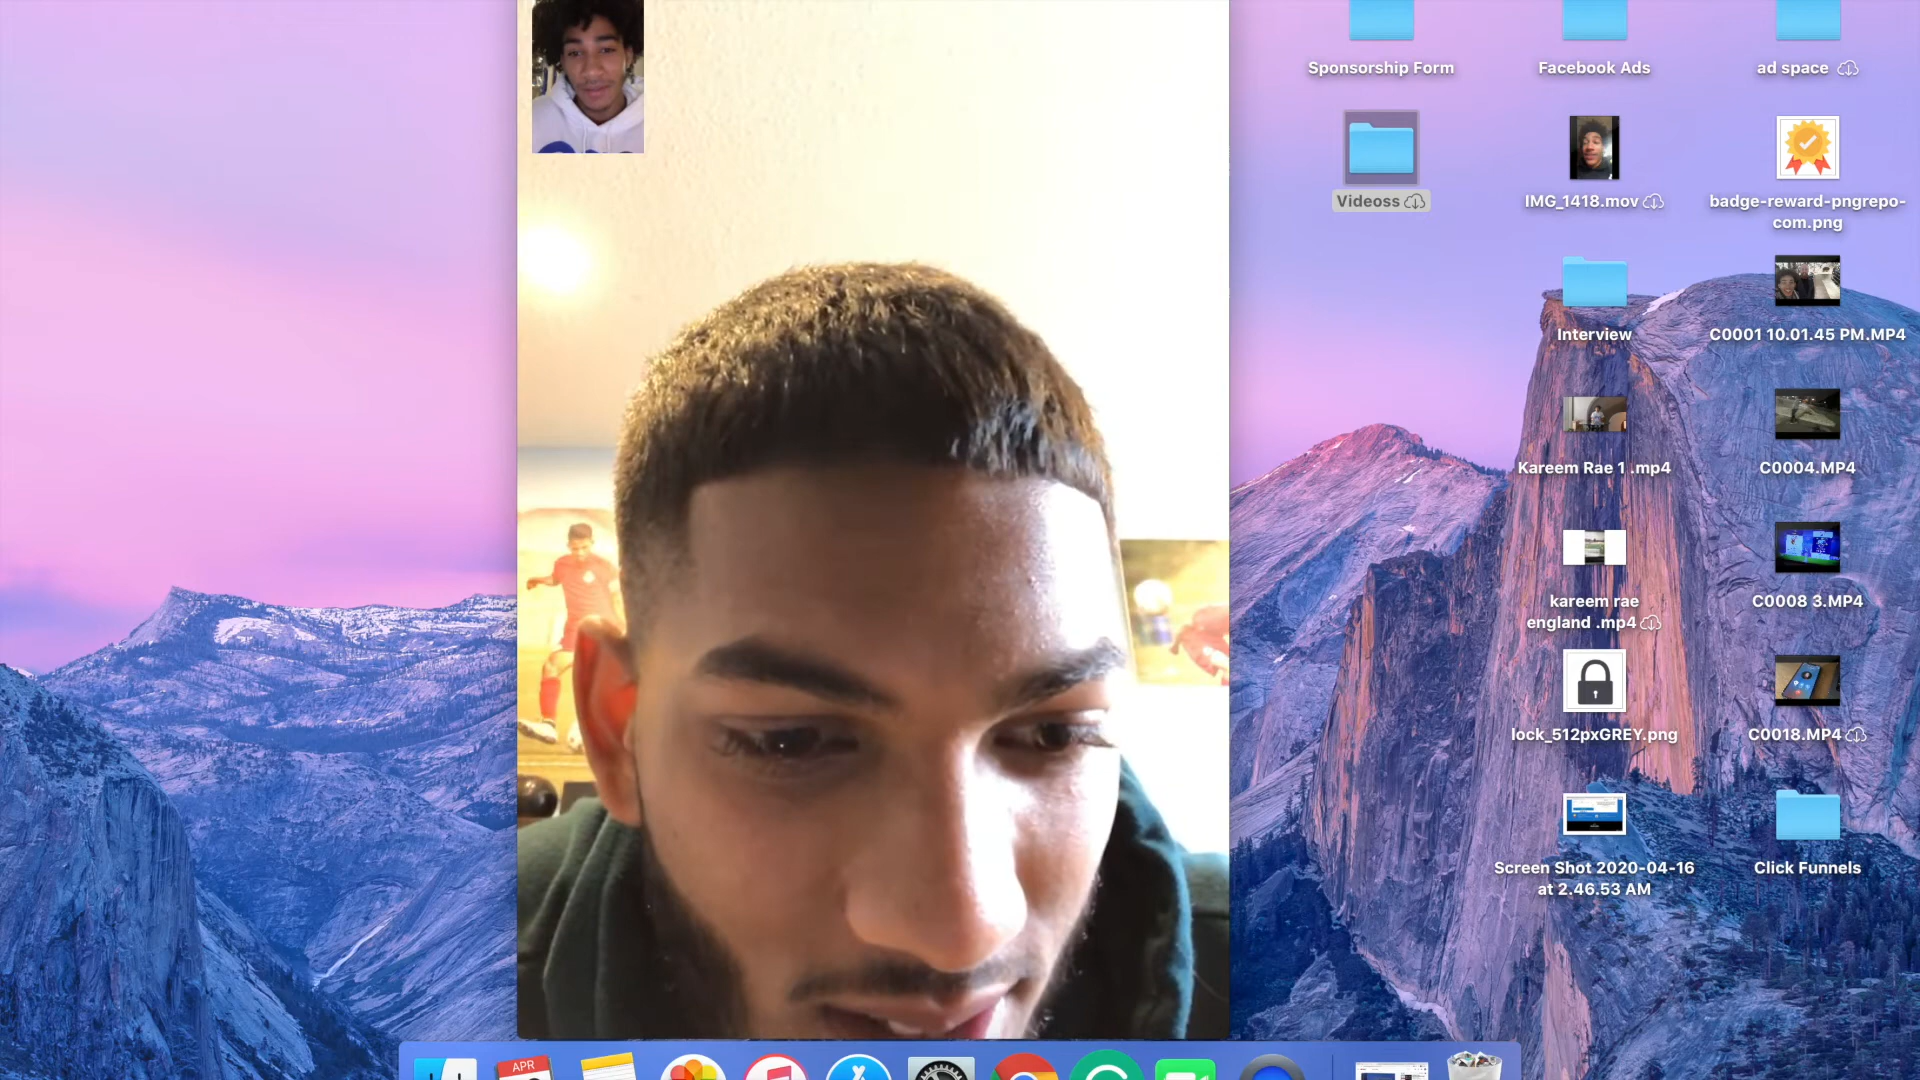 Sponsorship Form
Facebook Ads
ad space
Videoss
IMG_1418.mov
badge-reward-pngrepo-
com.png
Interview
C0001 10.01.45 PM.MP4
Kareem Rae 1 .mp4
C0004.MP4
kareem rae
england .mp4
C0008 3.MP4
lock_512pxGREY.png
C0018.MP4
Screen Shot 2020-04-16
at 2.46.53 AM
Click Funnels
APR